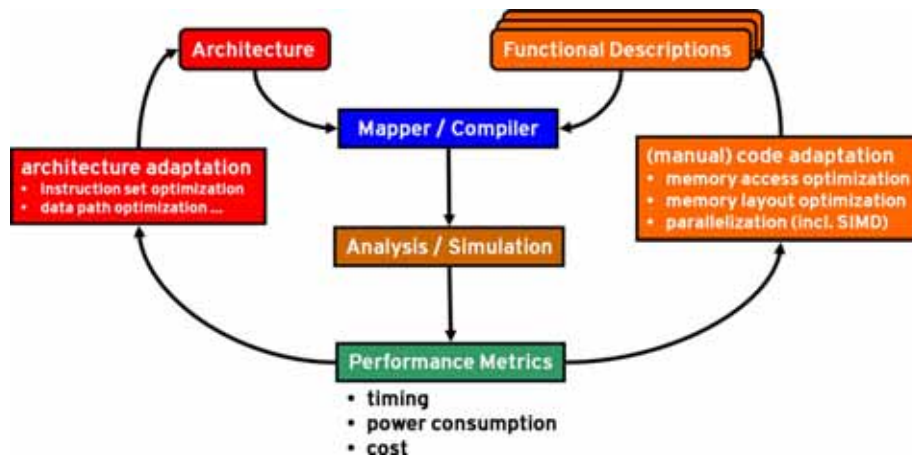 Architecture
Functional Descriptions
Mapper / Compiler
architecture adaptation
• instruction set optimization
• data path optimization ...
(manual) code adaptation
• memory access optimization
• memory layout optimization
• parallelization (incl. SIMD)
Analysis / Simulation
Performance Metrics
• timing
• power consumption
• cost